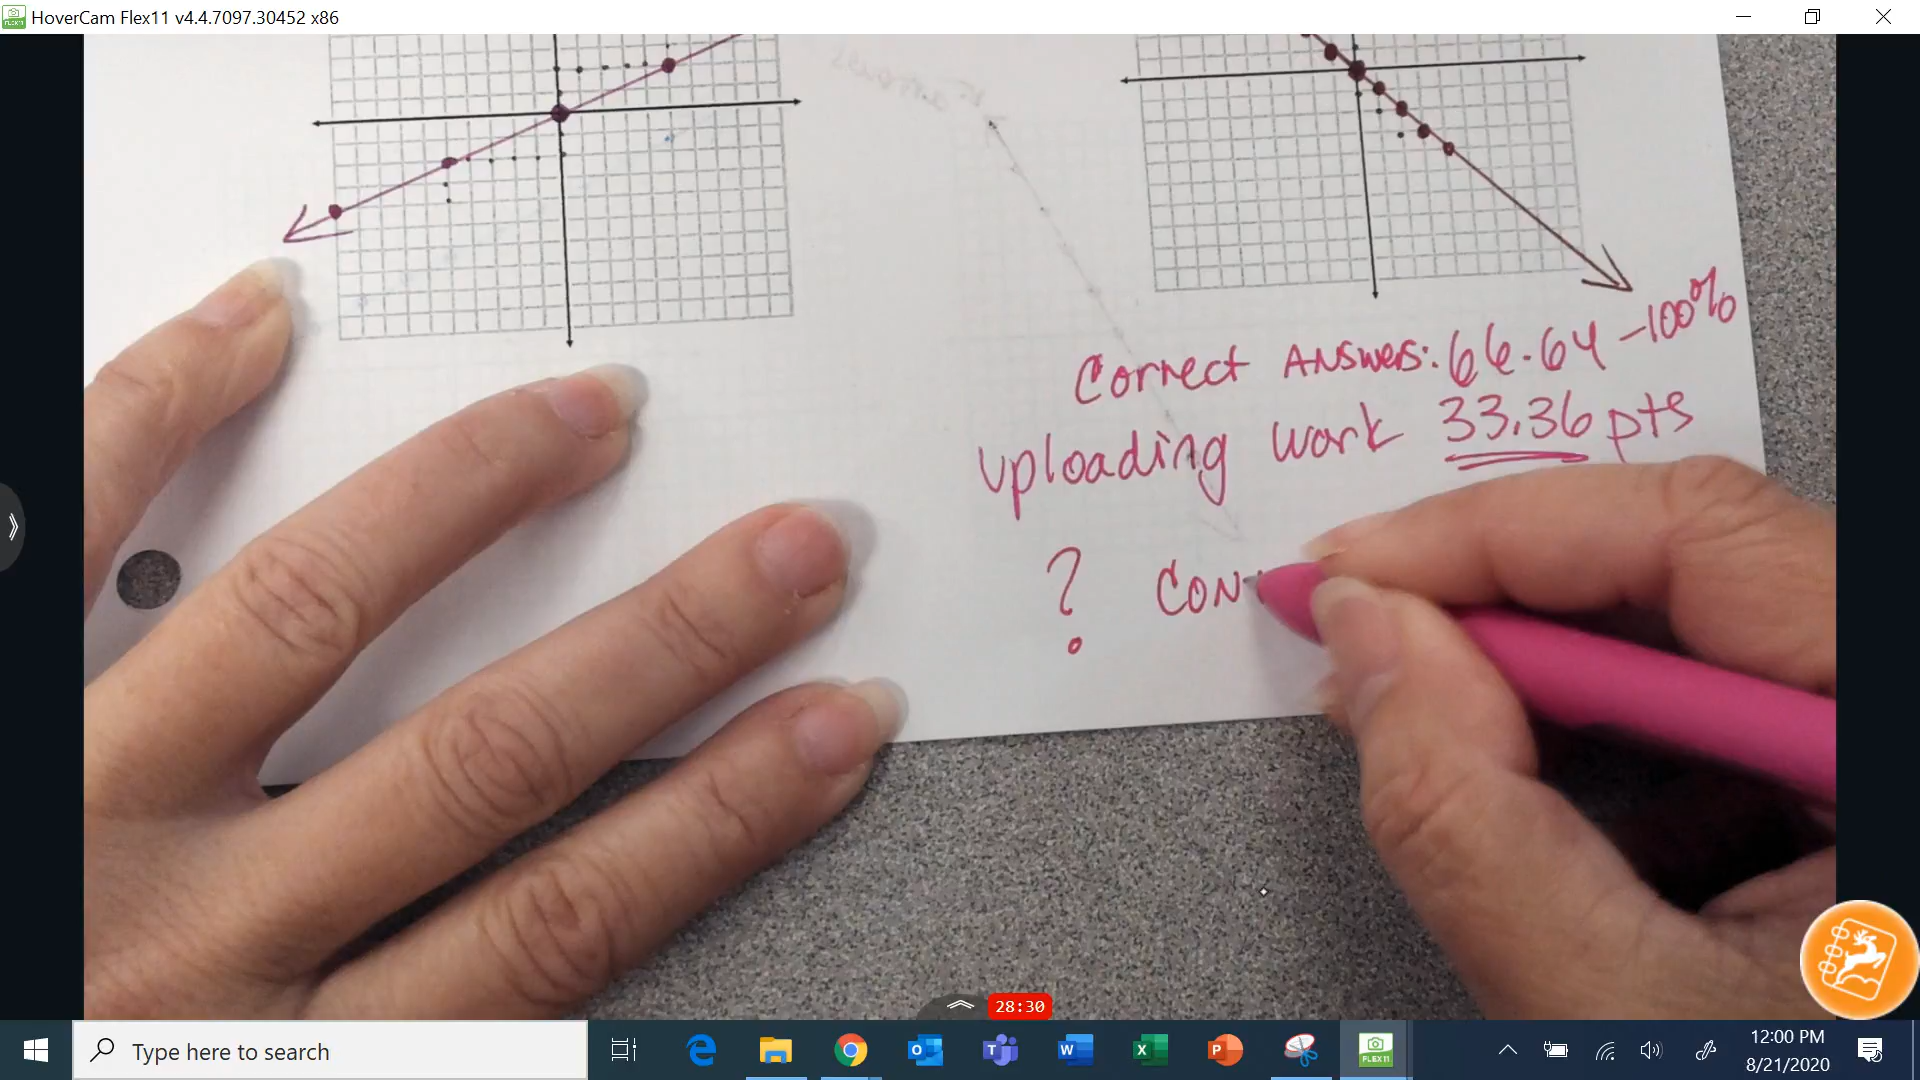 HoverCam Flex11 v4.4.7097.30452 x86
Correct Answers: 66.64 -100%
uploading work 33.36 pts
? Con
28:30
Type here to search
FLEX11
12:00 PM
8/21/2020